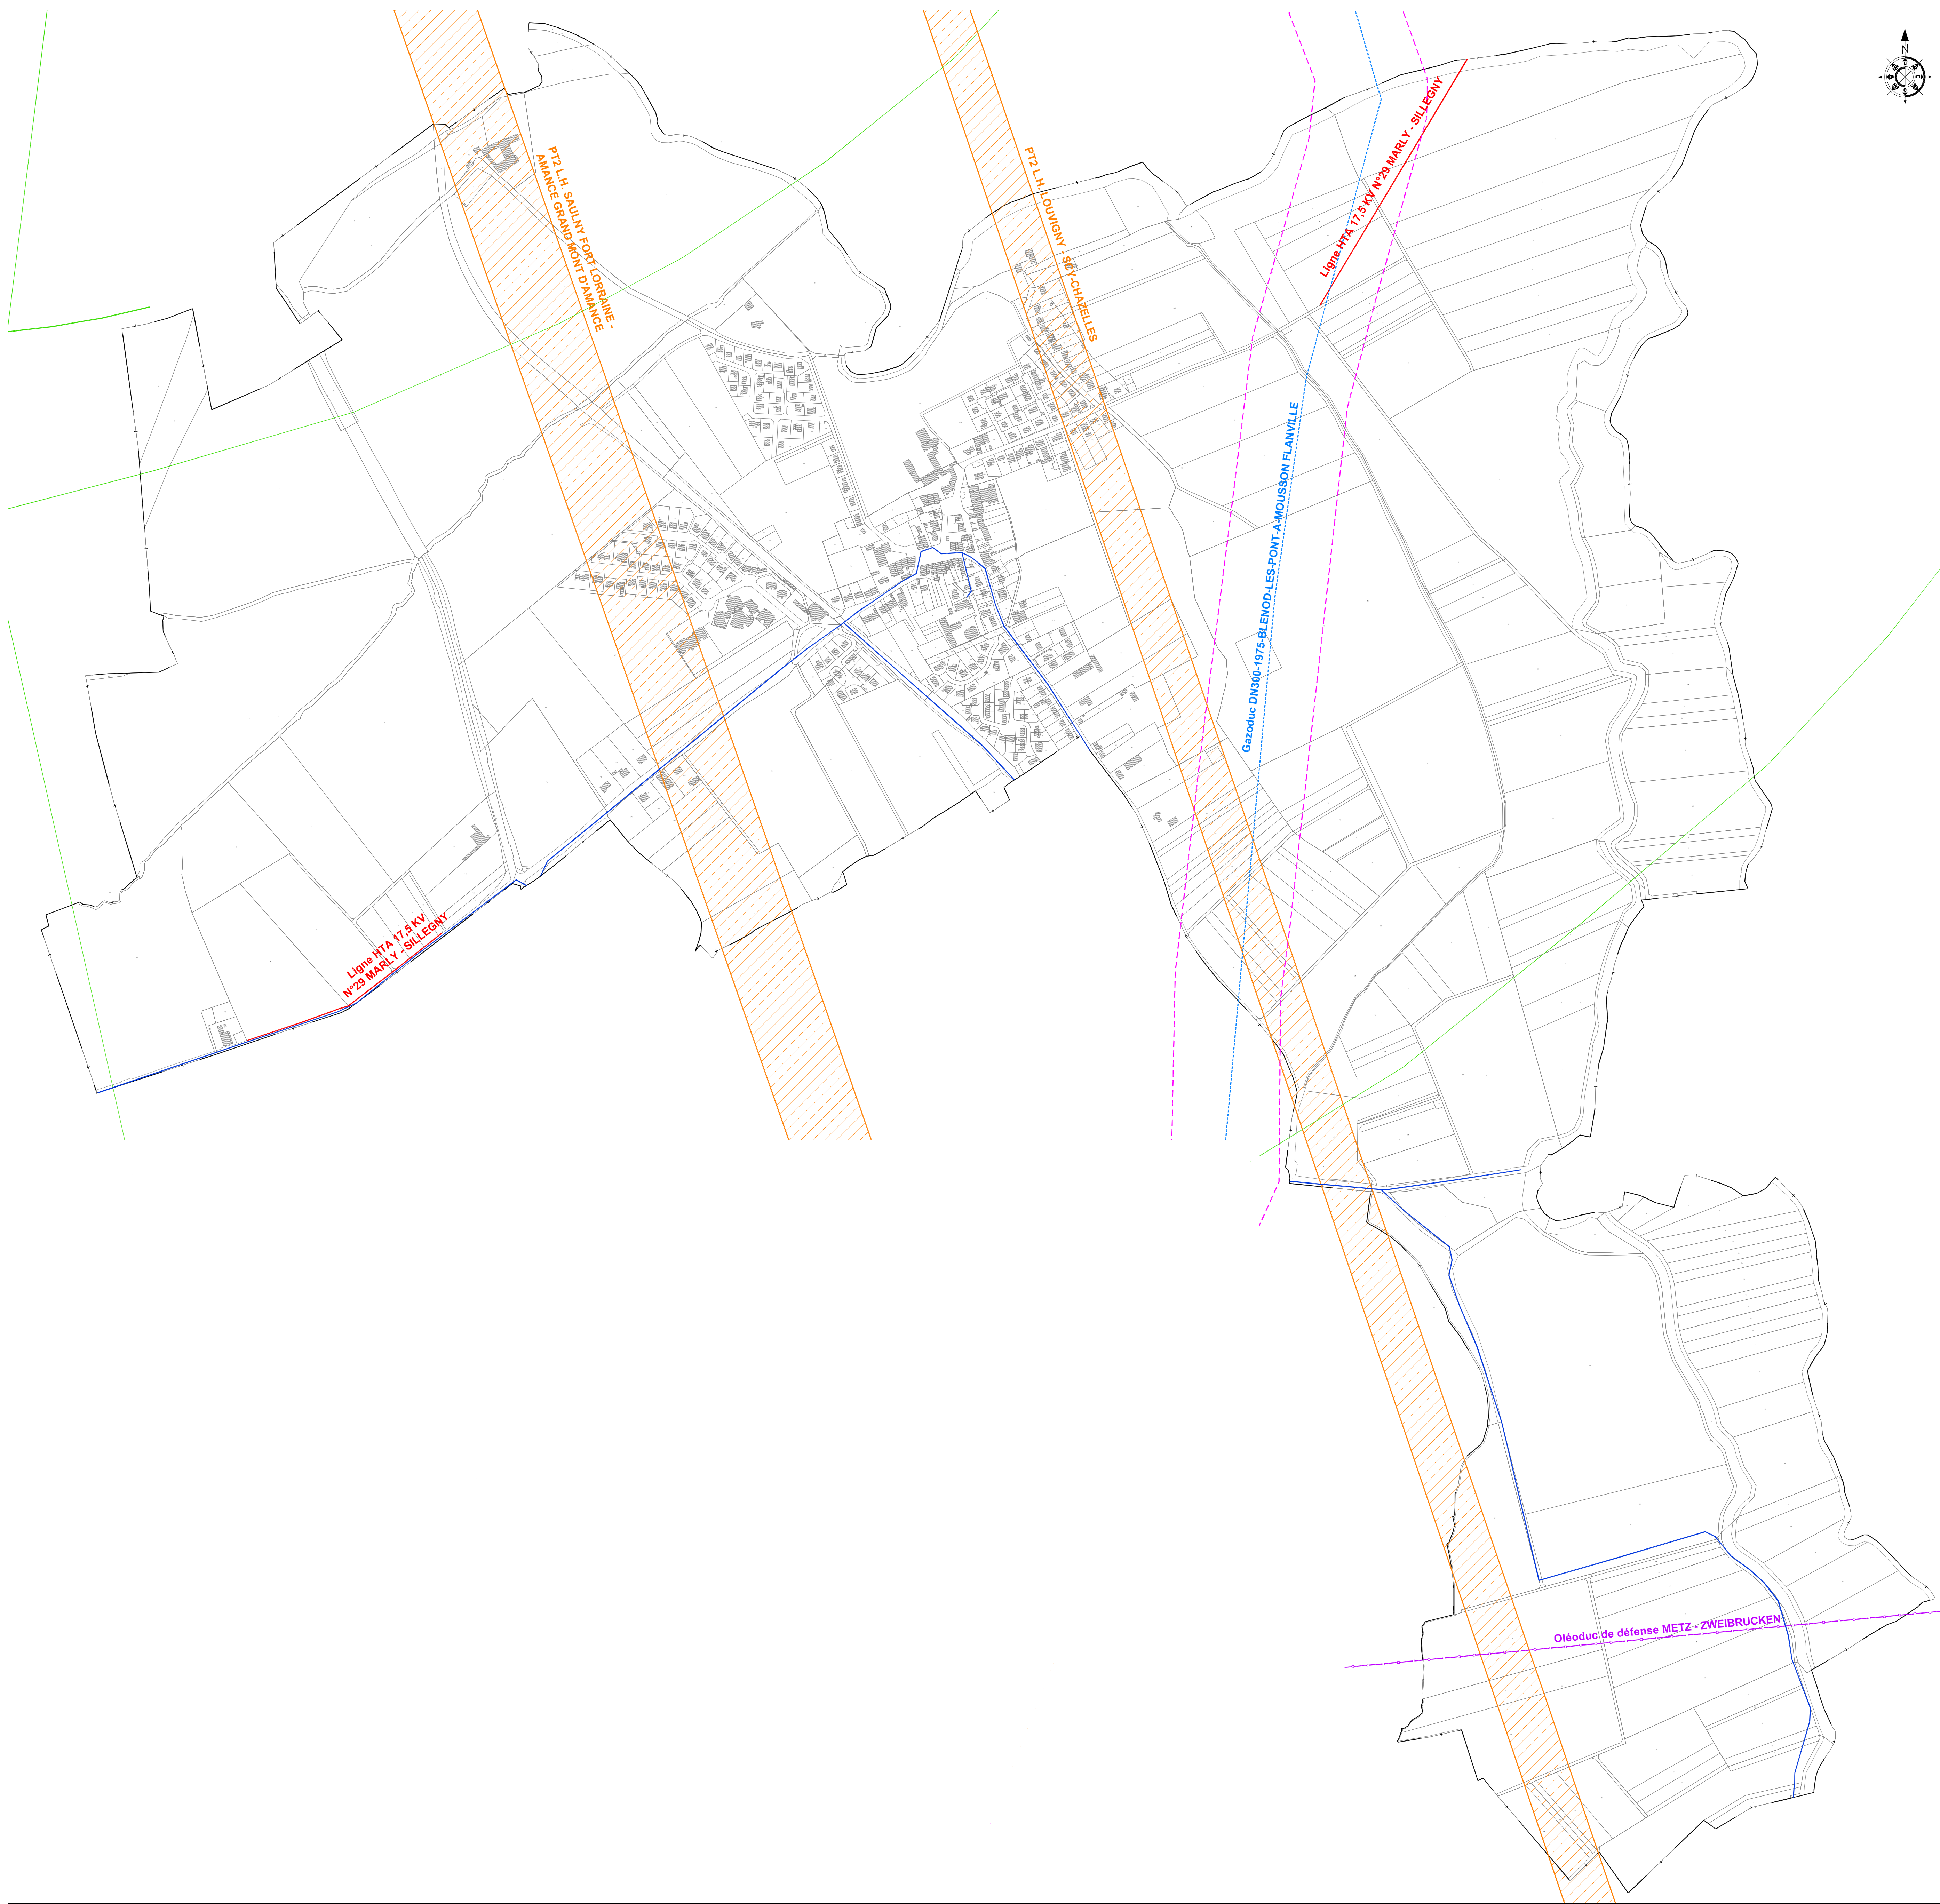 N
PT2 L.H. SAULNY FORT LORRAINE -
AMANCE GRAND MONT D'AMANCE
PT2 L.H. LOUVIGNY - SCY-CHAZELLES
Ligne HTA 17,5 KV N°29 MARLY - SILLEGNY
Gazoduc DN300-1975-BLENOD-LES-PONT-A-MOUSSON FLANVILLE
Ligne HTA 17,5 KV
N°29 MARLY - SILLEGNY
Oléoduc de défense METZ - ZWEIBRUCKEN